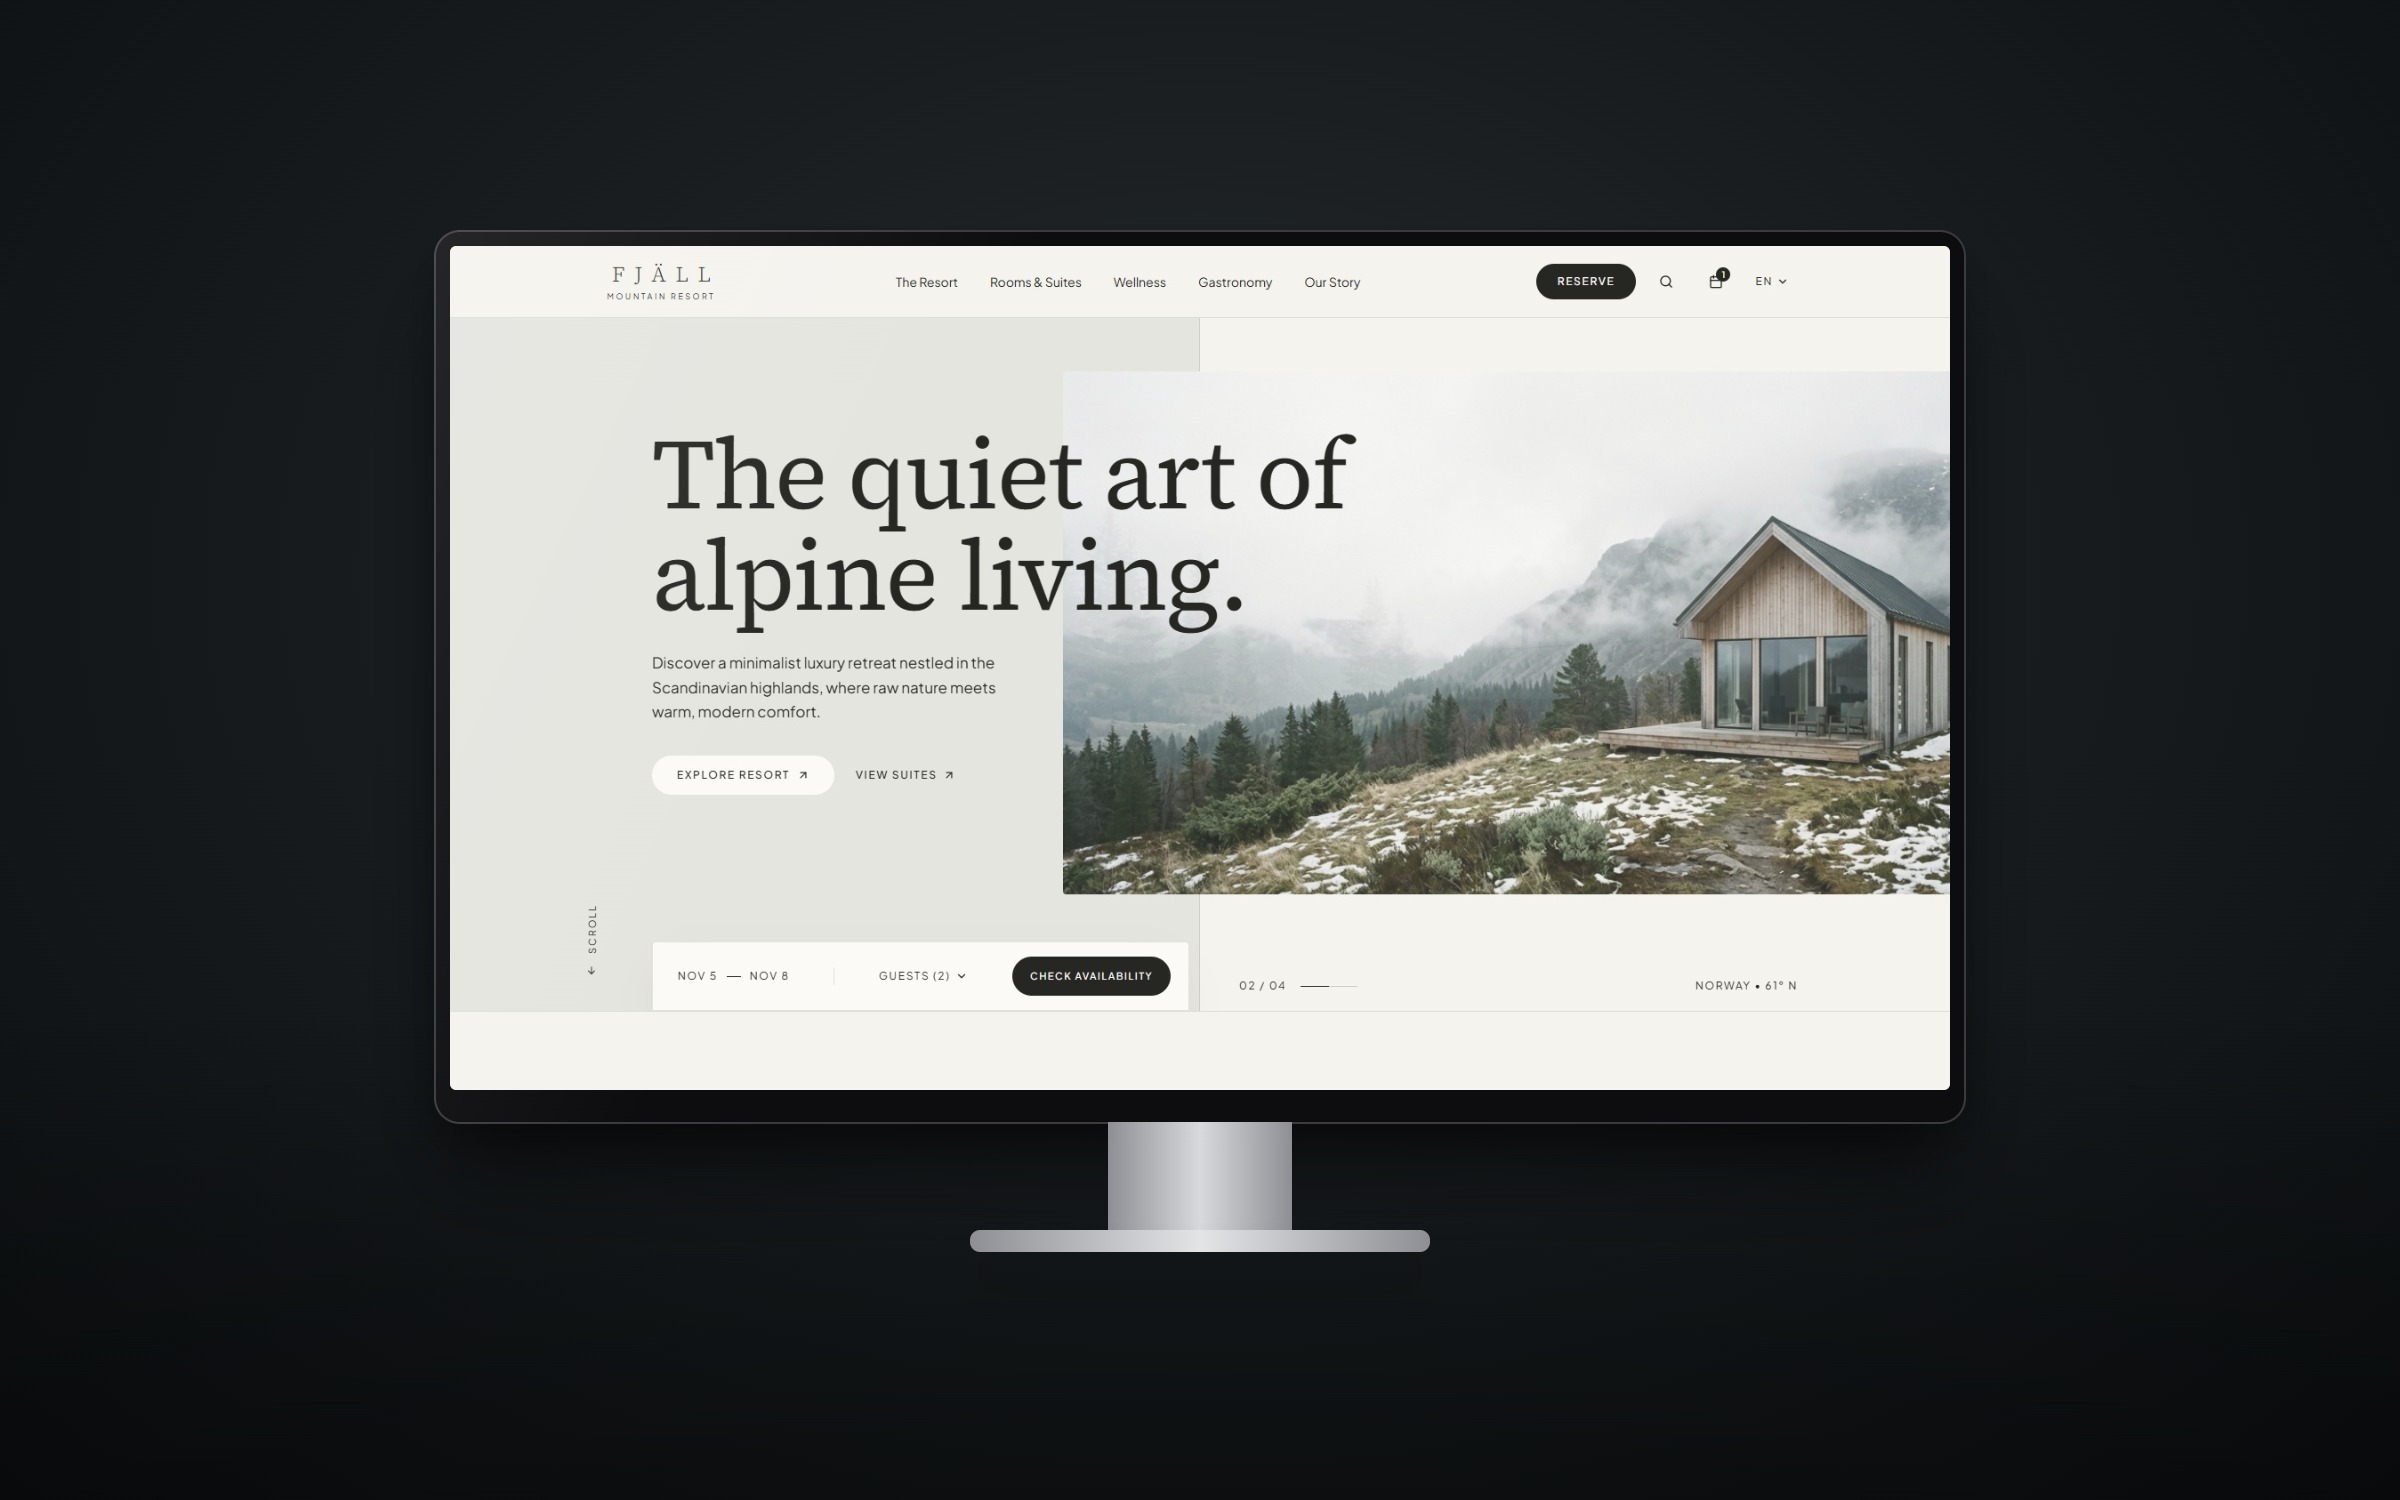 FJÄLL
MOUNTAIN RESORT
The Resort
Rooms & Suites
Wellness
Gastronomy
Our Story
RESERVE
1
EN
The quiet art of
alpine living.
Discover a minimalist luxury retreat nestled in the
Scandinavian highlands, where raw nature meets
warm, modern comfort.
EXPLORE RESORT
VIEW SUITES
SCROLL
NOV 5 — NOV 8
GUESTS (2)
CHECK AVAILABILITY
02 / 04
NORWAY • 61° N